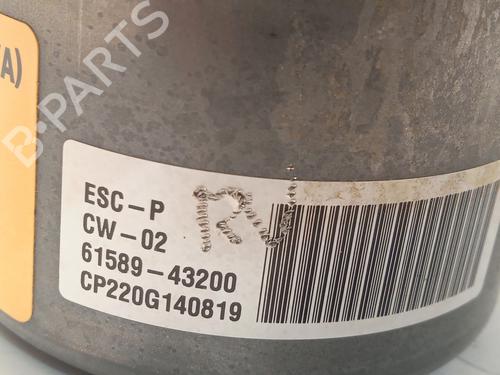 A)
B-PARTS
ESC-P
CW-02
61589-43200
CP220G140819